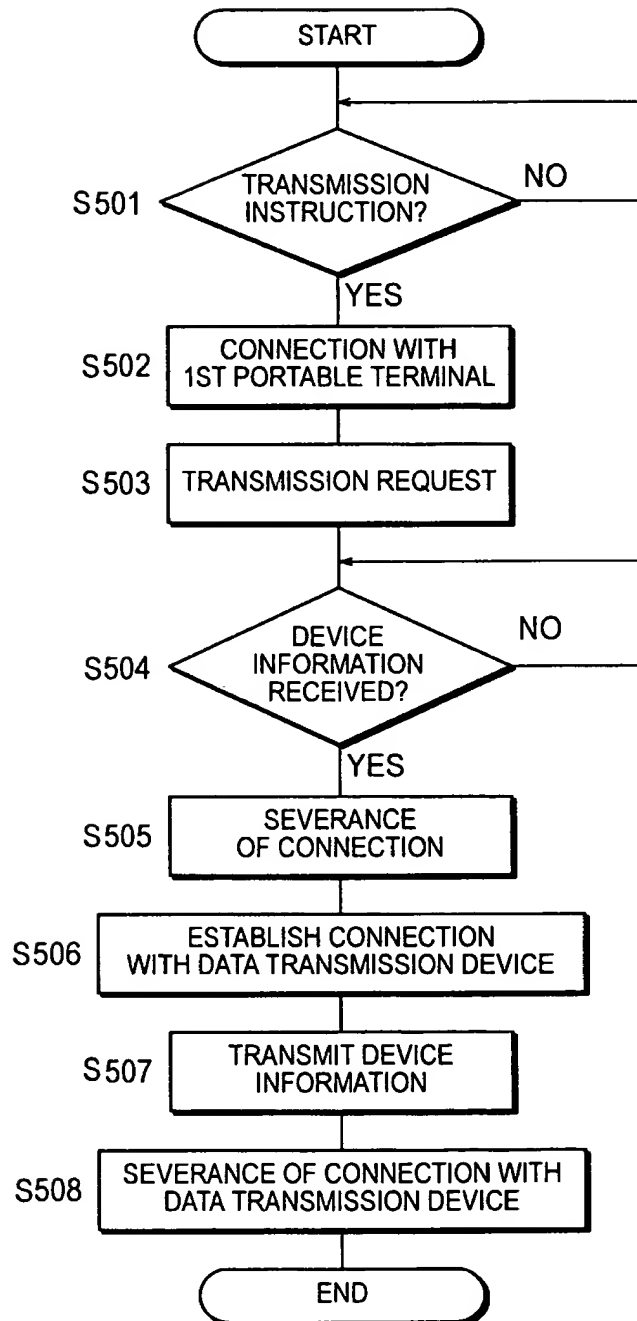 START
S501
TRANSMISSION
INSTRUCTION?
NO
YES
S502
CONNECTION WITH
1ST PORTABLE TERMINAL
S503
TRANSMISSION REQUEST
S504
DEVICE
INFORMATION
RECEIVED?
NO
YES
S505
SEVERANCE
OF CONNECTION
S506
ESTABLISH CONNECTION
WITH DATA TRANSMISSION DEVICE
S507
TRANSMIT DEVICE
INFORMATION
S508
SEVERANCE OF CONNECTION WITH
DATA TRANSMISSION DEVICE
END